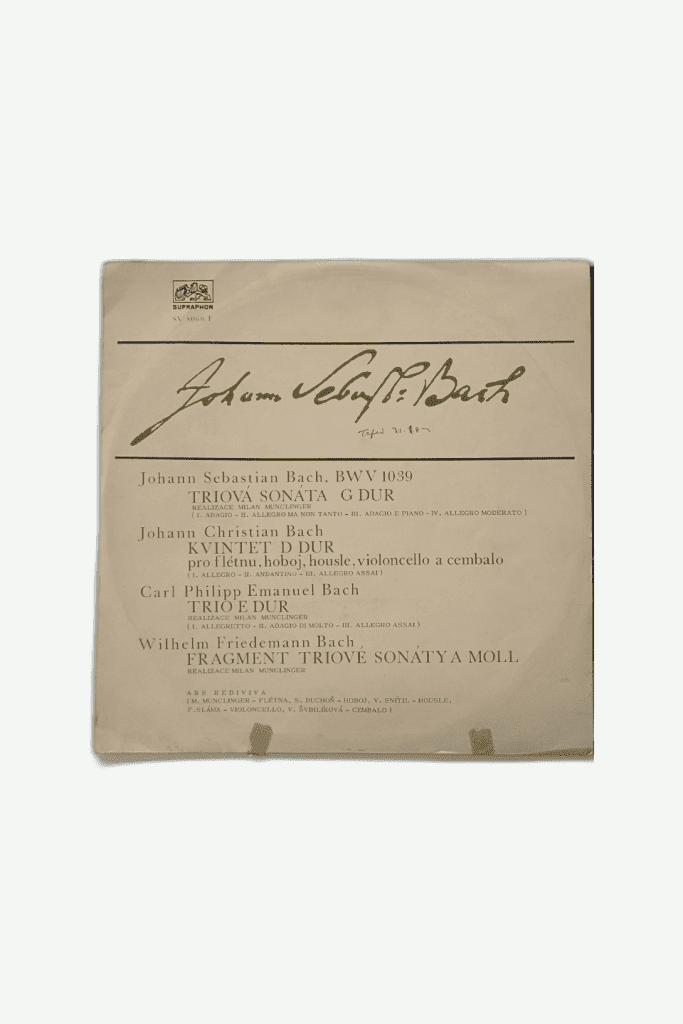 SUPRAPHON
SV 8060 F
Johann Sebast: Bach
Taped
Johann Sebastian Bach, BWV 1039
TRIOVÁ SONÁTA G DUR
REALIZACE MILAN MUNCLINGER
( I. ADAGIO – II. ALLEGRO MA NON TANTO – III. ADAGIO E PIANO – IV. ALLEGRO MODERATO )
Johann Christian Bach
KVINTET D DUR
pro flétnu, hoboj, housle, violoncello a cembalo
( I. ALLEGRO – II. ANDANTINO – III. ALLEGRO ASSAI )
Carl Philipp Emanuel Bach
TRIO E DUR
REALIZACE MILAN MUNCLINGER
( I. ALLEGRETTO – II. ADAGIO DI MOLTO – III. ALLEGRO ASSAI )
Wilhelm Friedemann Bach
FRAGMENT TRIOVÉ SONÁTY A MOLL
REALIZACE MILAN MUNCLINGER
ARS REDIVIVA
( M. MUNCLINGER – FLÉTNA, S. DUCHOŇ – HOBOJ, V. SNÍTIL – HOUSLE,
F. SLÁMA – VIOLONCELLO, V. ŠVIHLÍKOVÁ – CEMBALO )